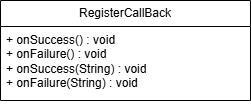 RegisterCallBack
+ onSuccess() : void
+ onFailure() : void
+ onSuccess(String) : void
+ onFailure(String) : void